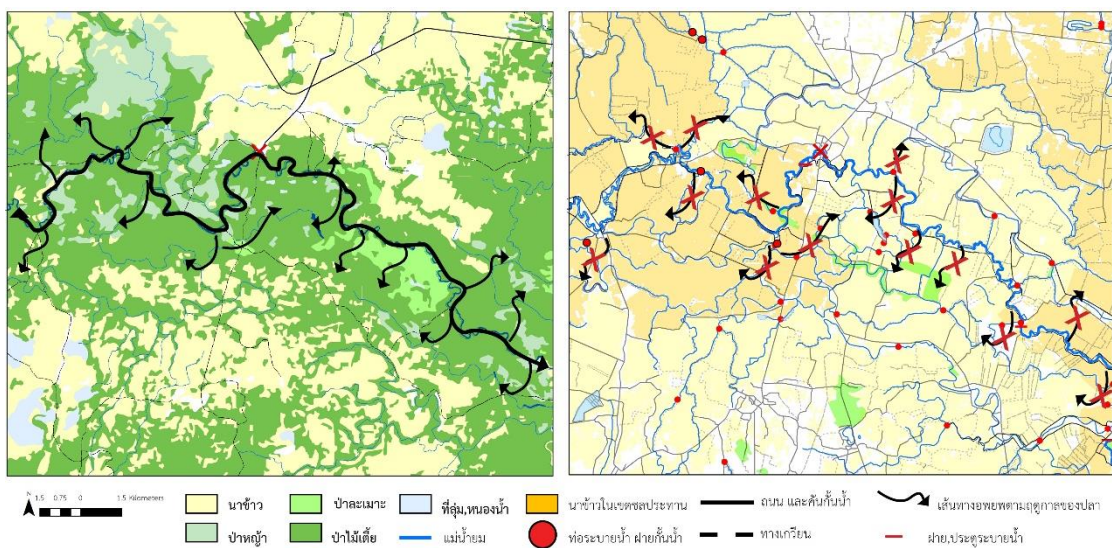 N 1.5 0.75 0 1.5 Kilometers
นาข้าว ป่าละเมาะ ที่ลุ่ม,หนองน้ำ นาข้าวในเขตชลประทาน ถนน และคันกั้นน้ำ เส้นทางอพยพตามฤดูกาลของปลา
ป่าหญ้า ป่าไม้เตี้ย แม่น้ำยม ท่อระบายน้ำ ฝายกั้นน้ำ ทางเกวียน ฝาย,ประตูระบายน้ำ